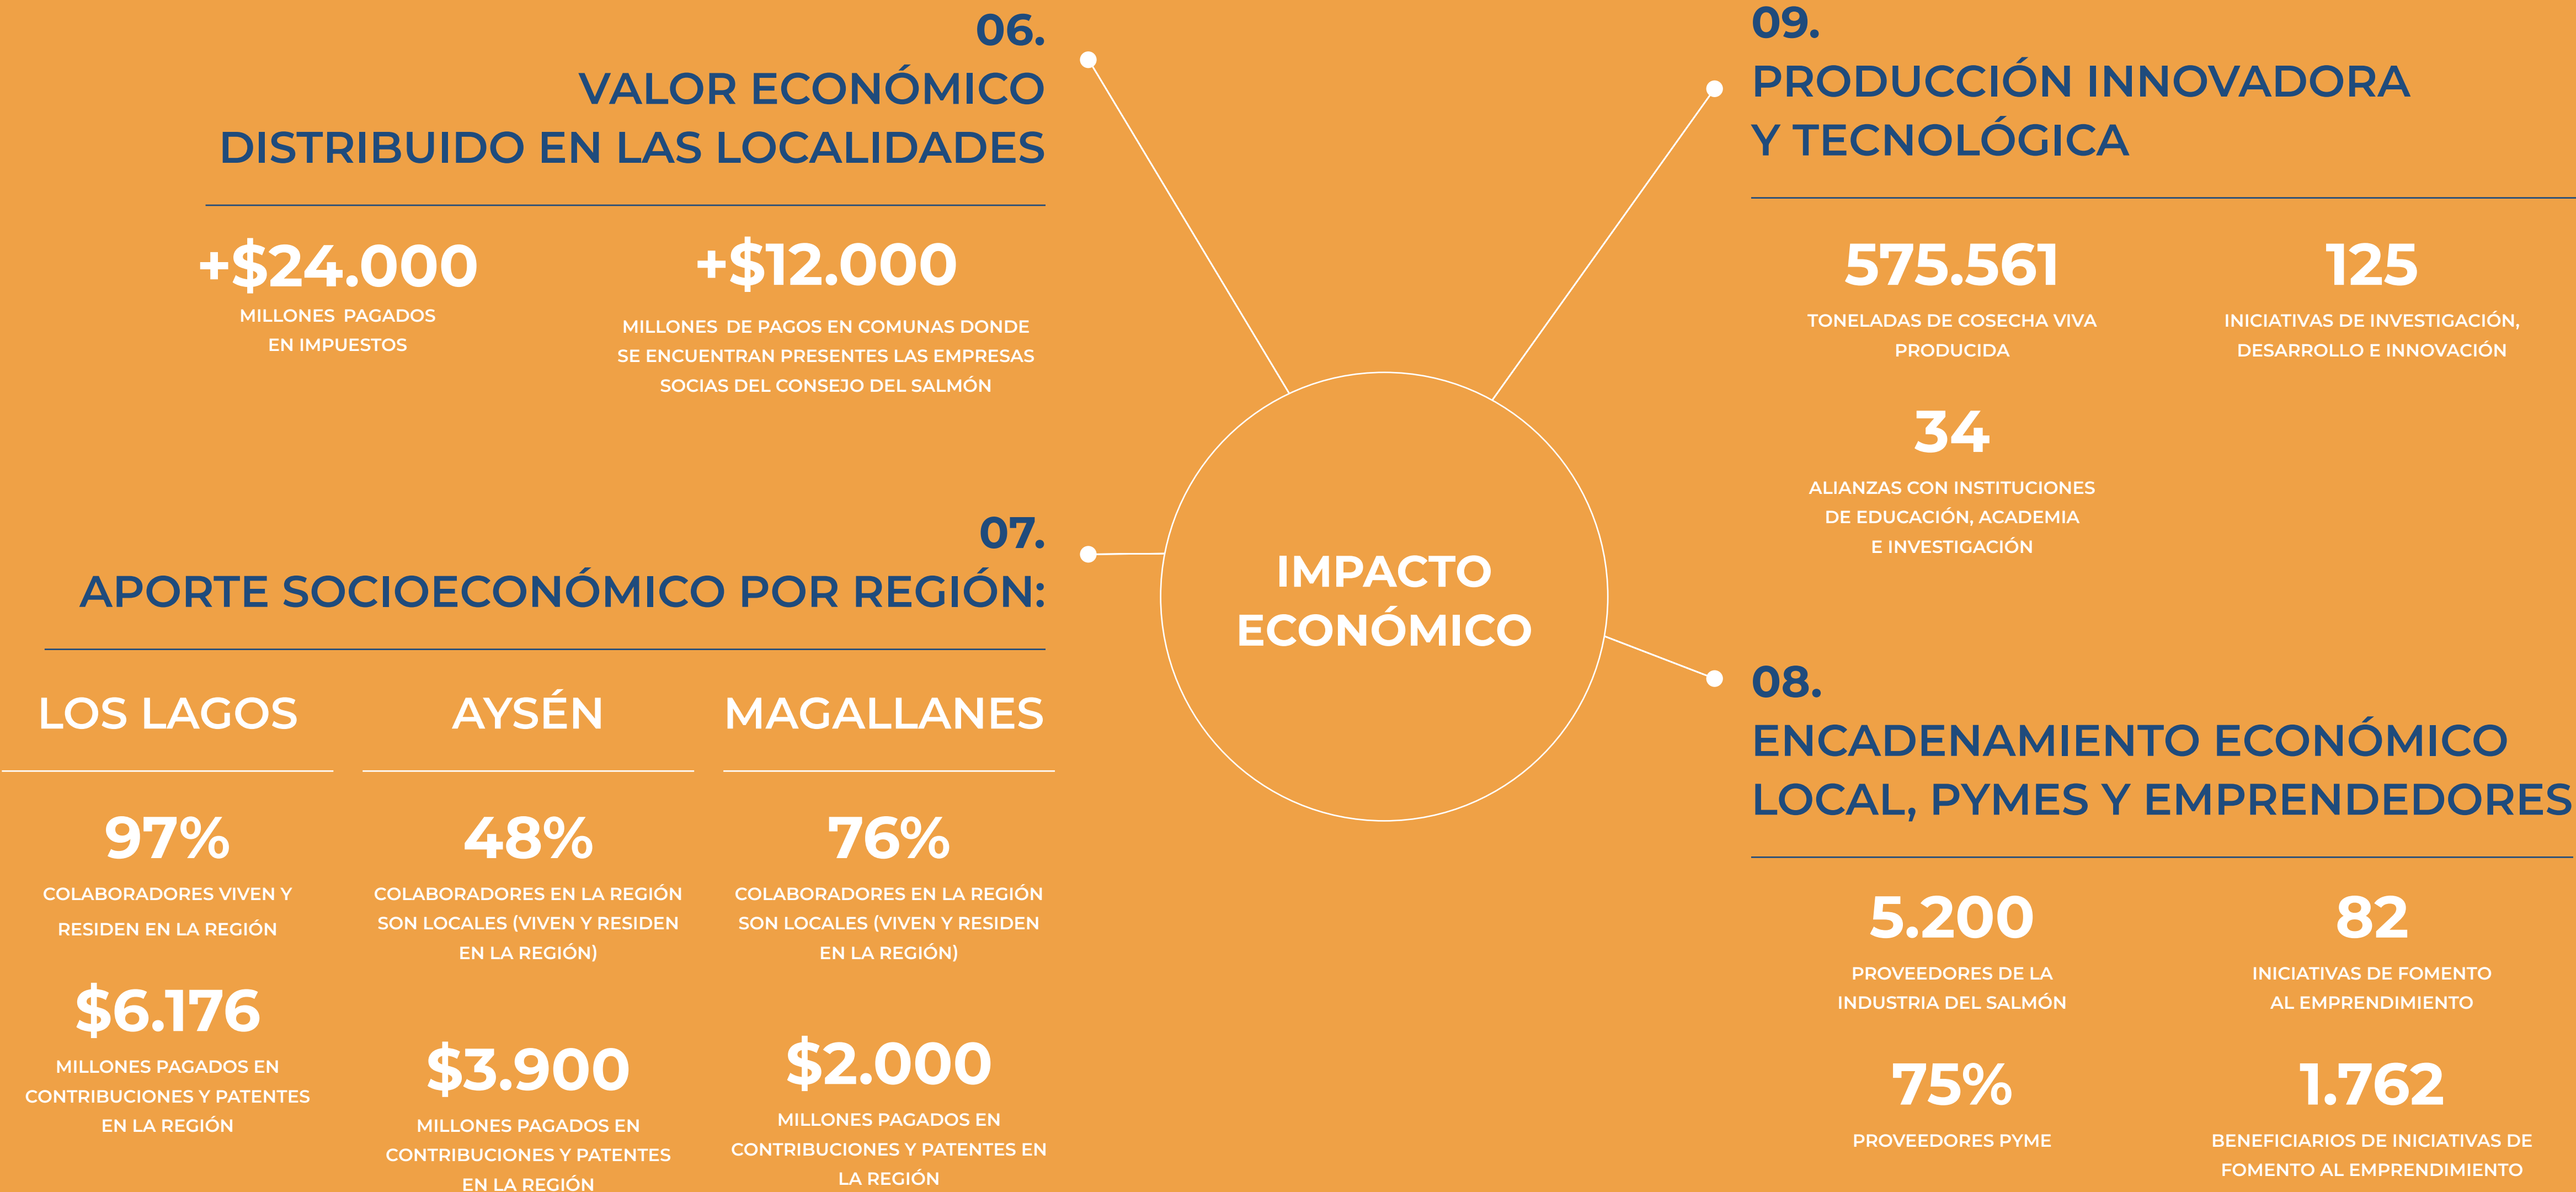 06.
VALOR ECONÓMICO
DISTRIBUIDO EN LAS LOCALIDADES
+$24.000
MILLONES PAGADOS
EN IMPUESTOS
+$12.000
MILLONES DE PAGOS EN COMUNAS DONDE
SE ENCUENTRAN PRESENTES LAS EMPRESAS
SOCIAS DEL CONSEJO DEL SALMÓN
07.
APORTE SOCIOECONÓMICO POR REGIÓN:
LOS LAGOS
97%
COLABORADORES VIVEN Y
RESIDEN EN LA REGIÓN
$6.176
MILLONES PAGADOS EN
CONTRIBUCIONES Y PATENTES
EN LA REGIÓN
AYSÉN
48%
COLABORADORES EN LA REGIÓN
SON LOCALES (VIVEN Y RESIDEN
EN LA REGIÓN)
$3.900
MILLONES PAGADOS EN
CONTRIBUCIONES Y PATENTES
EN LA REGIÓN
MAGALLANES
76%
COLABORADORES EN LA REGIÓN
SON LOCALES (VIVEN Y RESIDEN
EN LA REGIÓN)
$2.000
MILLONES PAGADOS EN
CONTRIBUCIONES Y PATENTES EN
LA REGIÓN
IMPACTO
ECONÓMICO
09.
PRODUCCIÓN INNOVADORA
Y TECNOLÓGICA
575.561
TONELADAS DE COSECHA VIVA
PRODUCIDA
125
INICIATIVAS DE INVESTIGACIÓN,
DESARROLLO E INNOVACIÓN
34
ALIANZAS CON INSTITUCIONES
DE EDUCACIÓN, ACADEMIA
E INVESTIGACIÓN
08.
ENCADENAMIENTO ECONÓMICO
LOCAL, PYMES Y EMPRENDEDORES
5.200
PROVEEDORES DE LA
INDUSTRIA DEL SALMÓN
82
INICIATIVAS DE FOMENTO
AL EMPRENDIMIENTO
75%
PROVEEDORES PYME
1.762
BENEFICIARIOS DE INICIATIVAS DE
FOMENTO AL EMPRENDIMIENTO